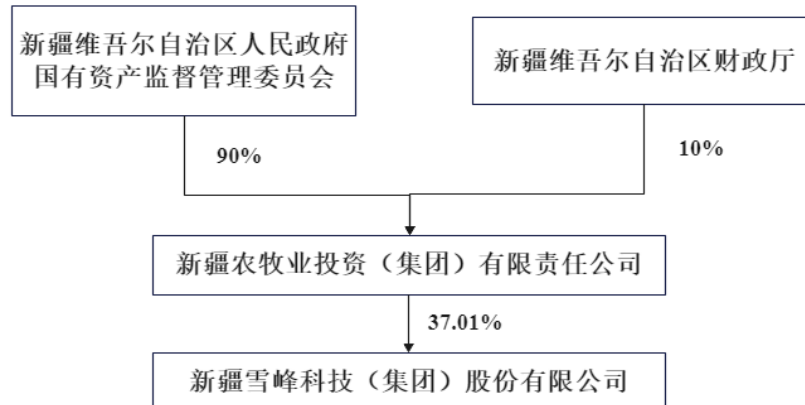 新疆维吾尔自治区人民政府
国有资产监督管理委员会
新疆维吾尔自治区财政厅
90%
10%
新疆农牧业投资（集团）有限责任公司
37.01%
新疆雪峰科技（集团）股份有限公司